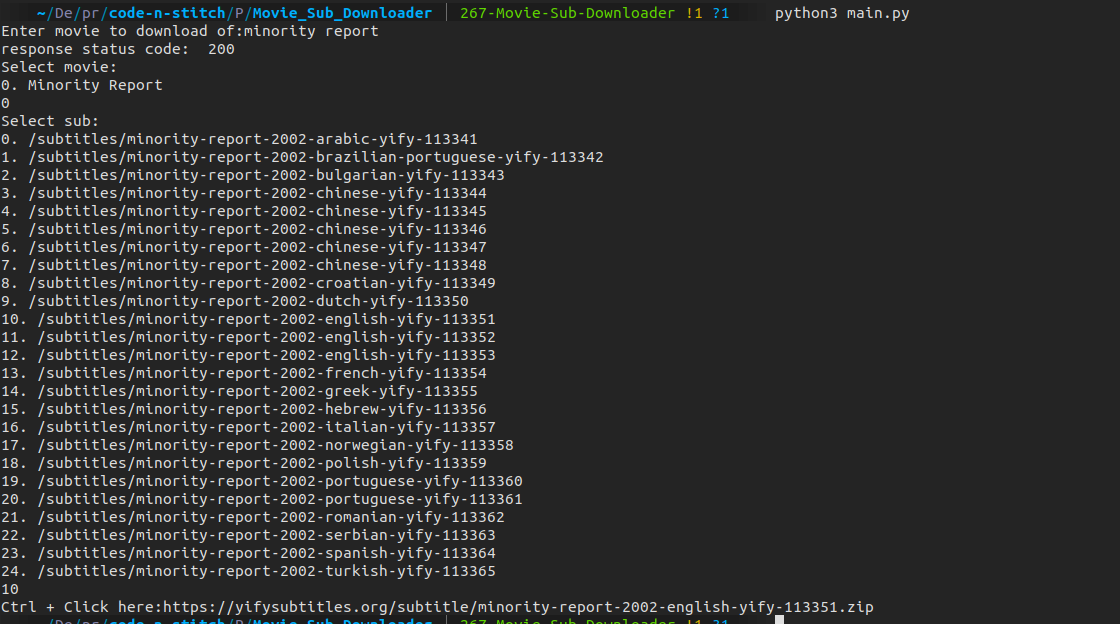 ~/De/pr/code-n-stitch/P/Movie_Sub_Downloader | 267-Movie-Sub-Downloader !1 ?1 python3 main.py
Enter movie to download of:minority report
response status code:  200
Select movie:
0. Minority Report
0
Select sub:
0. /subtitles/minority-report-2002-arabic-yify-113341
1. /subtitles/minority-report-2002-brazilian-portuguese-yify-113342
2. /subtitles/minority-report-2002-bulgarian-yify-113343
3. /subtitles/minority-report-2002-chinese-yify-113344
4. /subtitles/minority-report-2002-chinese-yify-113345
5. /subtitles/minority-report-2002-chinese-yify-113346
6. /subtitles/minority-report-2002-chinese-yify-113347
7. /subtitles/minority-report-2002-chinese-yify-113348
8. /subtitles/minority-report-2002-croatian-yify-113349
9. /subtitles/minority-report-2002-dutch-yify-113350
10. /subtitles/minority-report-2002-english-yify-113351
11. /subtitles/minority-report-2002-english-yify-113352
12. /subtitles/minority-report-2002-english-yify-113353
13. /subtitles/minority-report-2002-french-yify-113354
14. /subtitles/minority-report-2002-greek-yify-113355
15. /subtitles/minority-report-2002-hebrew-yify-113356
16. /subtitles/minority-report-2002-italian-yify-113357
17. /subtitles/minority-report-2002-norwegian-yify-113358
18. /subtitles/minority-report-2002-polish-yify-113359
19. /subtitles/minority-report-2002-portuguese-yify-113360
20. /subtitles/minority-report-2002-portuguese-yify-113361
21. /subtitles/minority-report-2002-romanian-yify-113362
22. /subtitles/minority-report-2002-serbian-yify-113363
23. /subtitles/minority-report-2002-spanish-yify-113364
24. /subtitles/minority-report-2002-turkish-yify-113365
10
Ctrl + Click here:https://yifysubtitles.org/subtitle/minority-report-2002-english-yify-113351.zip
~/De/pr/code-n-stitch/P/Movie_Sub_Downloader | 267-Movie-Sub-Downloader !1 ?1